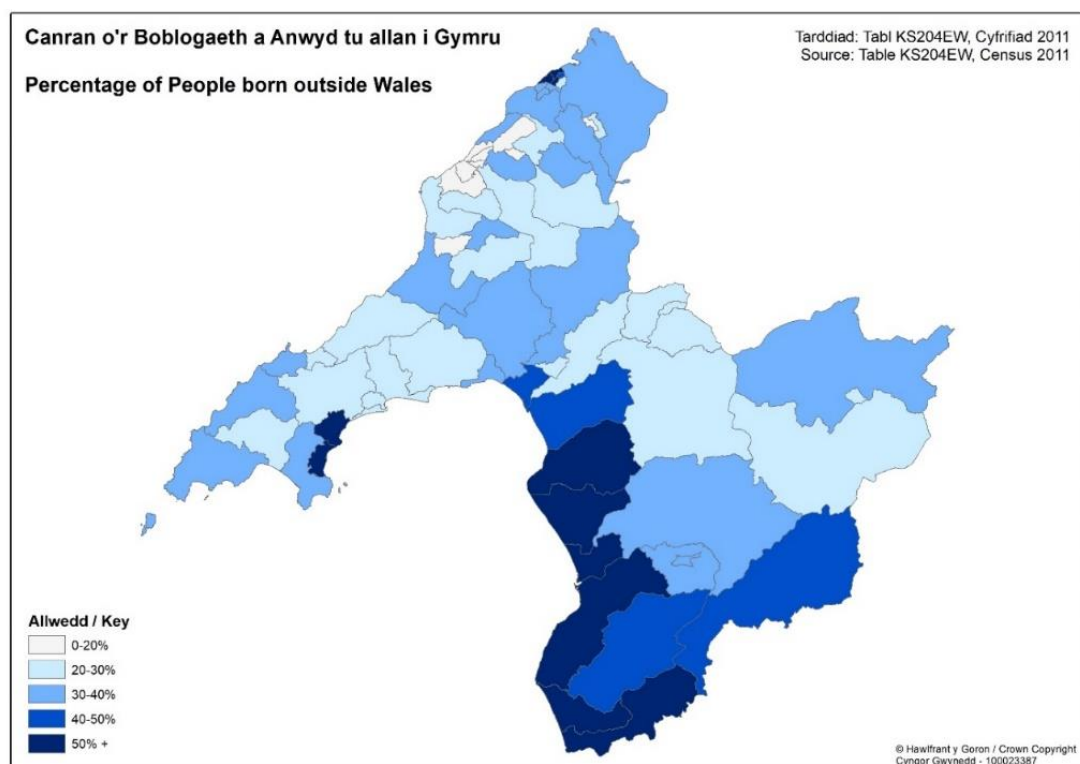 Canran o'r Boblogaeth a Anwyd tu allan i Gymru
Percentage of People born outside Wales
Tarddiad: Tabl KS204EW, Cyfrifiad 2011
Source: Table KS204EW, Census 2011
Allwedd / Key
0-20%
20-30%
30-40%
40-50%
50% +
© Hawlfraint y Goron / Crown Copyright
Cyngor Gwynedd - 100023387